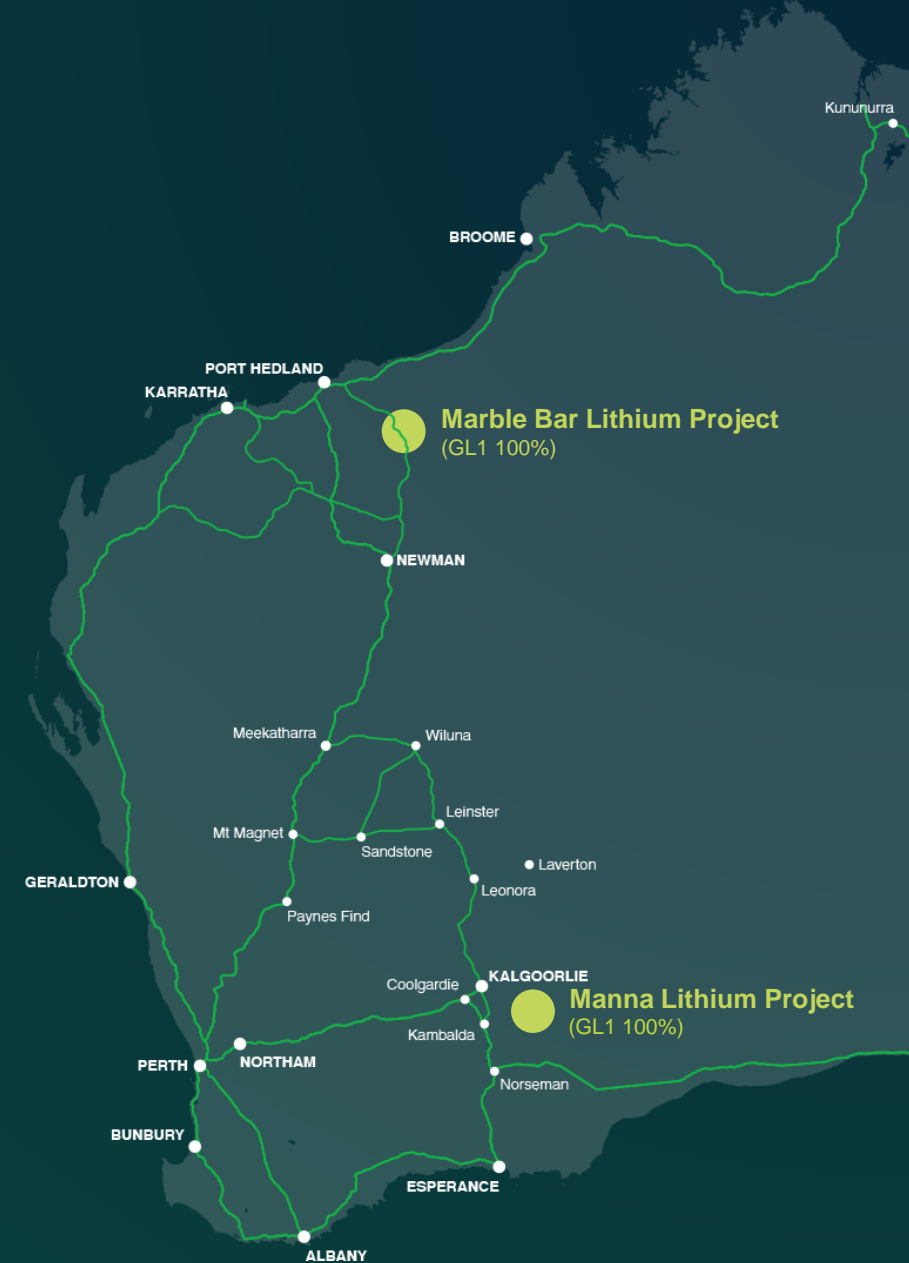 Kununurra
BROOME
PORT HEDLAND
KARRATHA
Marble Bar Lithium Project
(GL1 100%)
NEWMAN
Meekatharra
Wiluna
Leinster
Mt Magnet
Sandstone
Laverton
GERALDTON
Leonora
Paynes Find
KALGOORLIE
Coolgardie
Manna Lithium Project
(GL1 100%)
Kambalda
NORTHAM
PERTH
Norseman
BUNBURY
ESPERANCE
ALBANY